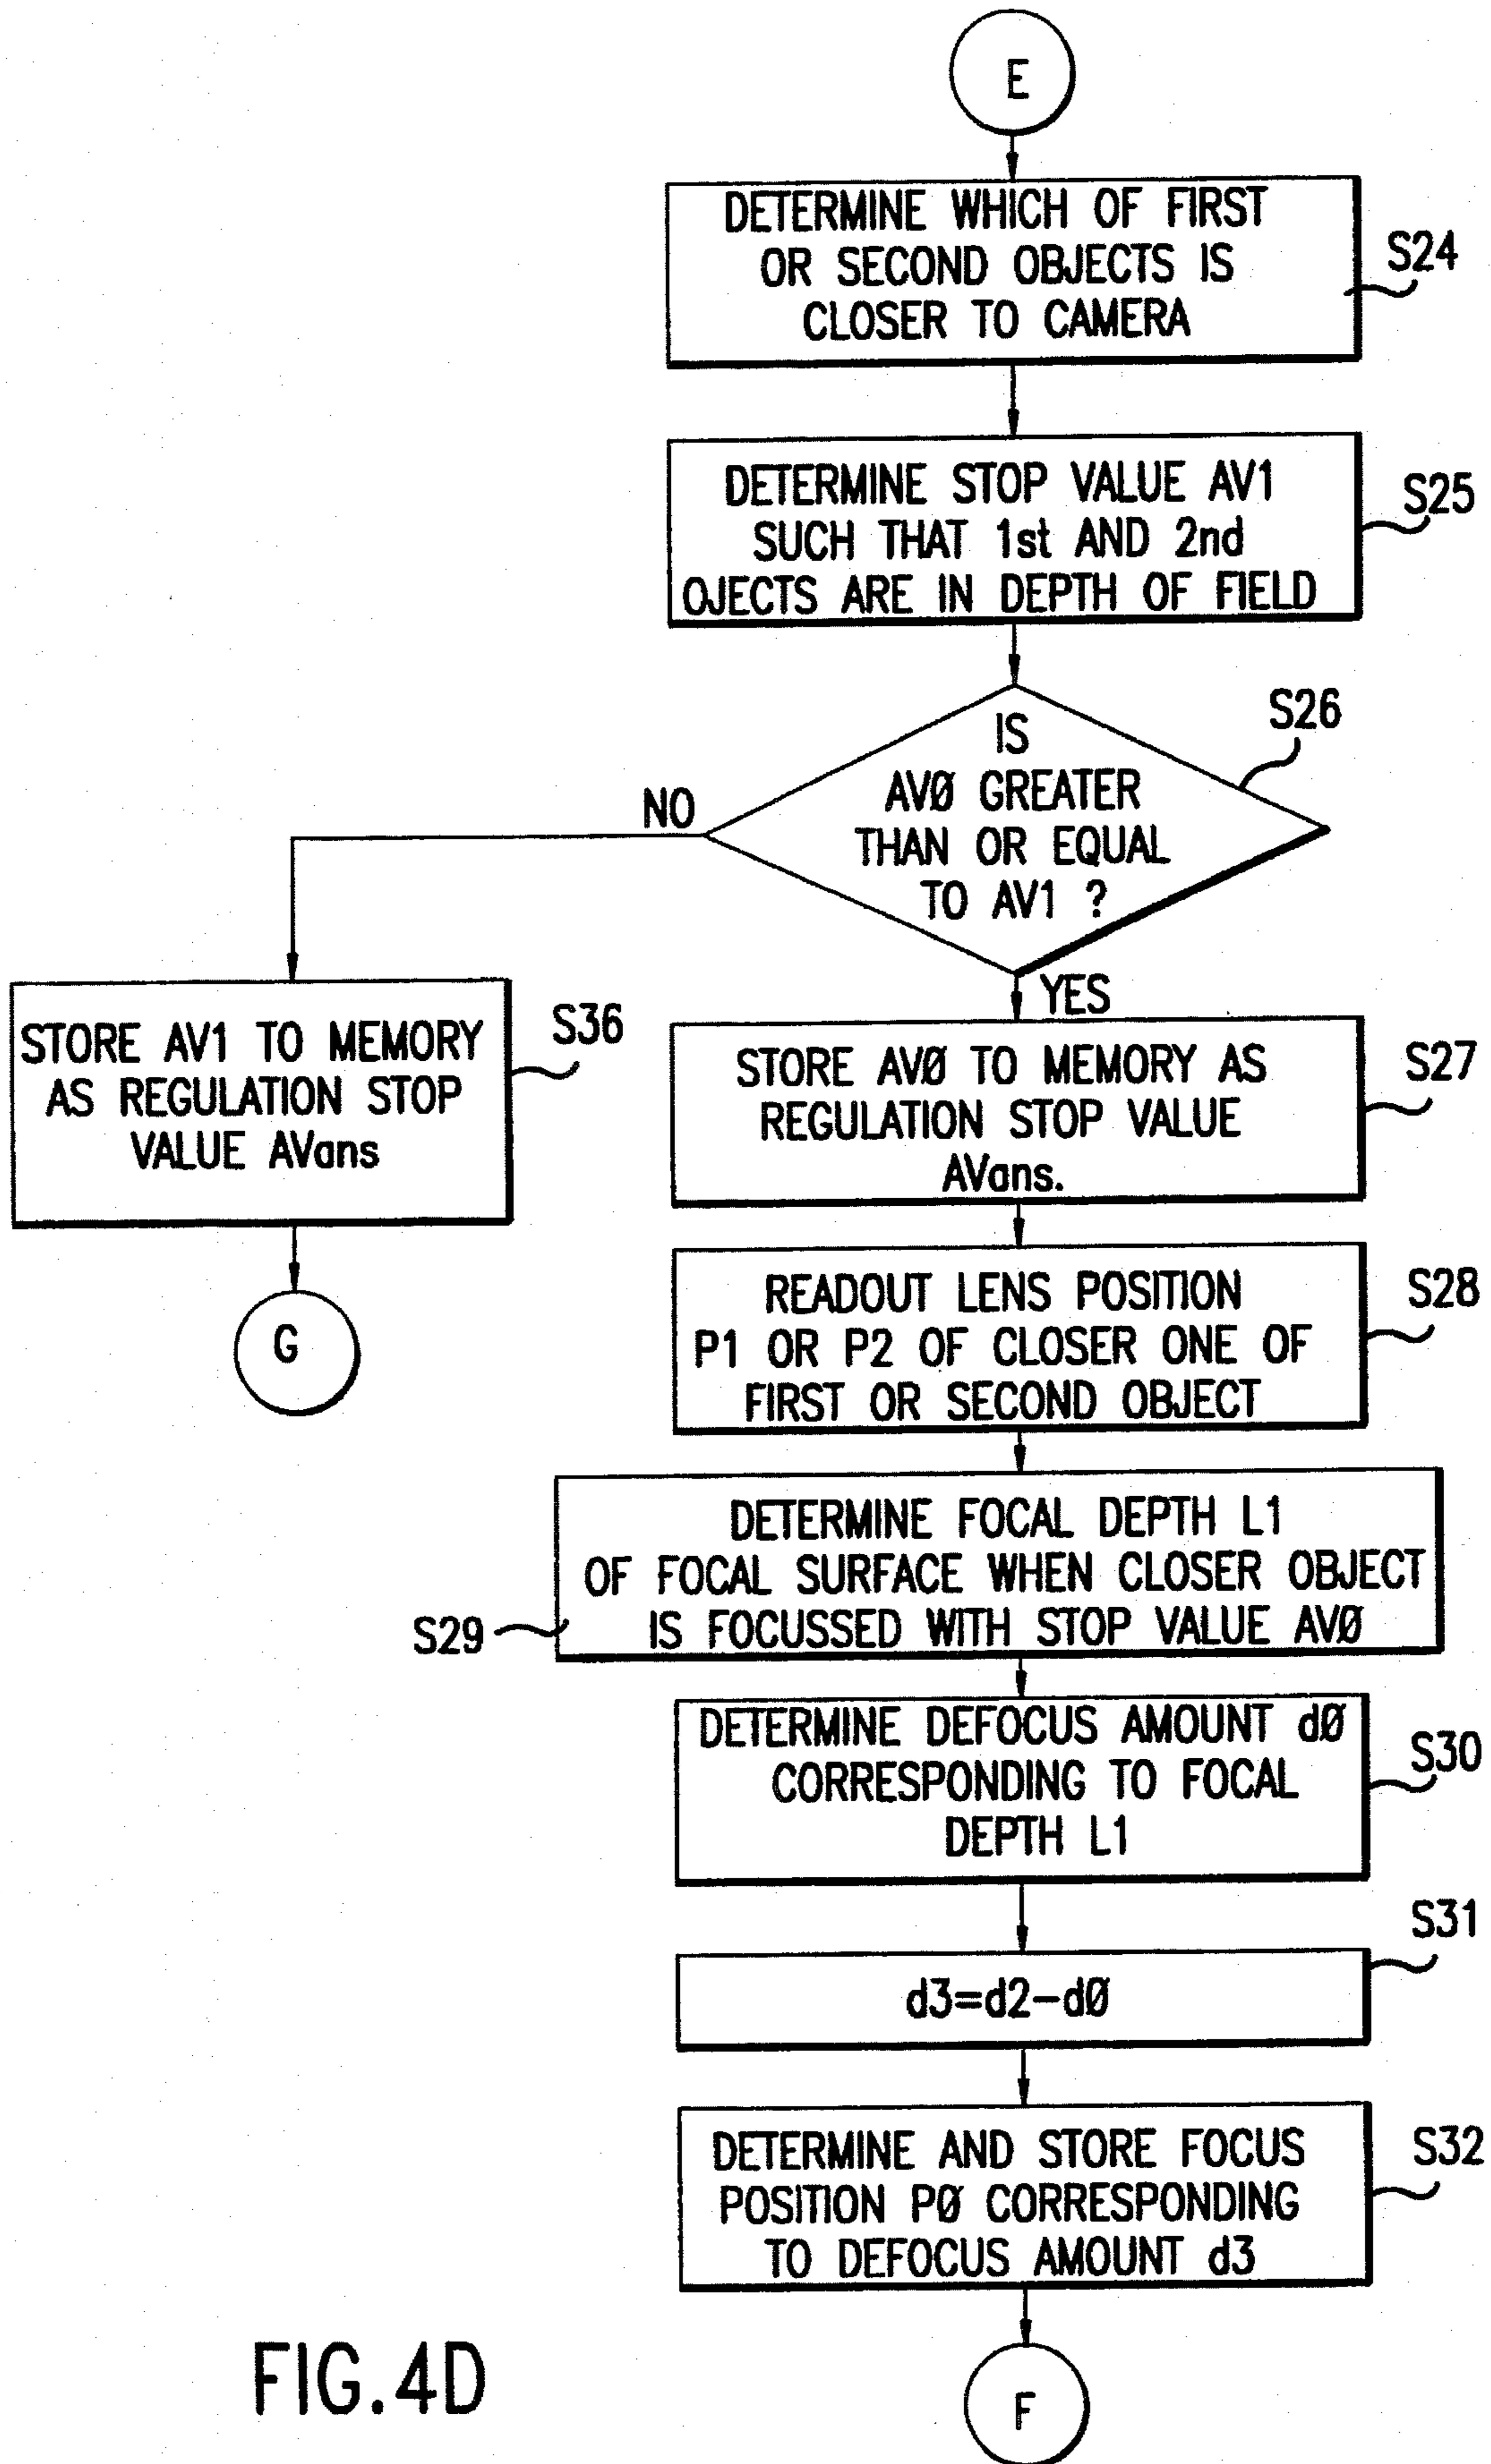 E
DETERMINE WHICH OF FIRST
OR SECOND OBJECTS IS
CLOSER TO CAMERA
S24
DETERMINE STOP VALUE AV1
SUCH THAT 1st AND 2nd
OJECTS ARE IN DEPTH OF FIELD
S25
IS
AVØ GREATER
THAN OR EQUAL
TO AV1 ?
S26
NO
YES
STORE AV1 TO MEMORY
AS REGULATION STOP
VALUE AVans
S36
G
STORE AVØ TO MEMORY AS
REGULATION STOP VALUE
AVans.
S27
READOUT LENS POSITION
P1 OR P2 OF CLOSER ONE OF
FIRST OR SECOND OBJECT
S28
DETERMINE FOCAL DEPTH L1
OF FOCAL SURFACE WHEN CLOSER OBJECT
IS FOCUSSED WITH STOP VALUE AVØ
S29
DETERMINE DEFOCUS AMOUNT dØ
CORRESPONDING TO FOCAL
DEPTH L1
S30
d3=d2-dØ
S31
DETERMINE AND STORE FOCUS
POSITION PØ CORRESPONDING
TO DEFOCUS AMOUNT d3
S32
F
FIG.4D